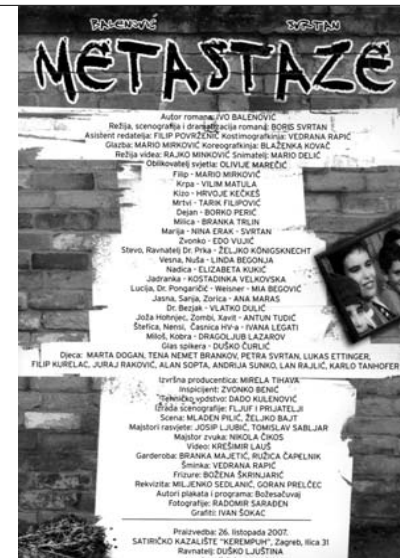 BALENOVIĆ SVRTAN
METASTAZE
Autor romana: IVO BALENOVIĆ
Režija, scenografija i dramatizacija romana: BORIS SVRTAN
Asistent redatelja: FILIP POVRŽENIĆ Kostimografkinja: VEDRANA RAPIĆ
Glazba: MARIO MIRKOVIĆ Koreografkinja: BLAŽENKA KOVAČ
Režija videa: RAJKO MINKOVIĆ Snimatelj: MARIO DELIĆ
Oblikovatelj svjetla: OLIVIJE MAREČIĆ
Filip - MARIO MIRKOVIĆ
Krpa - VILIM MATULA
Kizo - HRVOJE KEČKEŠ
Mrtvi - TARIK FILIPOVIĆ
Dejan - BORKO PERIĆ
Milica - BRANKA TRLIN
Marija - NINA ERAK - SVRTAN
Zvonko - EDO VUJIĆ
Stevo, Ravnatelj Dr. Prka - ŽELJKO KÖNIGSKNECHT
Vesna, Nuša - LINDA BEGONJA
Nadica - ELIZABETA KUKIĆ
Jadranka - KOSTADINKA VELKOVSKA
Lucija, Dr. Pongaričić - Weisner - MIA BEGOVIĆ
Jasna, Sanja, Zorica - ANA MARAS
Dr. Bezjak - VLATKO DULIĆ
Joža Hohnjec, Zombi, Xavit - ANTUN TUDIĆ
Štefica, Nensi, Časnica HV-a - IVANA LEGATI
Miloš, Kobra - DRAGOLJUB LAZAROV
Glas spikera - DUŠKO ĆURLIĆ
Djeca: MARTA DOGAN, TENA NEMET BRANKOV, PETRA SVRTAN, LUKAS ETTINGER,
FILIP KURELAC, JURAJ RAKOVIĆ, ALAN SOPTA, ANDRIJA SUNKO, LAN RAJLIĆ, KARLO TANHOFER
Izvršna producentica: MIRELA TIHAVA
Inspicijent: ZVONKO BENIĆ
Tehničko vodstvo: DADO KULENOVIĆ
Izrada scenografije: FLJUF I PRIJATELJI
Scena: MLADEN PILIĆ, ŽELJKO BAJT
Majstori rasvjete: JOSIP LJUBIĆ, TOMISLAV SABLJAR
Majstor zvuka: NIKOLA ČIKOS
Video: KREŠIMIR LAUŠ
Garderoba: BRANKA MAJETIĆ, RUŽICA ČAPELNIK
Šminka: VEDRANA RAPIĆ
Frizure: BOŽENA ŠKRINJARIĆ
Rekvizita: MILJENKO SEDLANIĆ, GORAN PRELČEC
Autori plakata i programa: Božesačuvaj
Fotografije: RADOMIR SARAĐEN
Grafiti: IVAN ŠOKAC
Praizvedba: 26. listopada 2007.
SATIRIČKO KAZALIŠTE "KEREMPUH", Zagreb, Ilica 31
Ravnatelj: DUŠKO LJUŠTINA